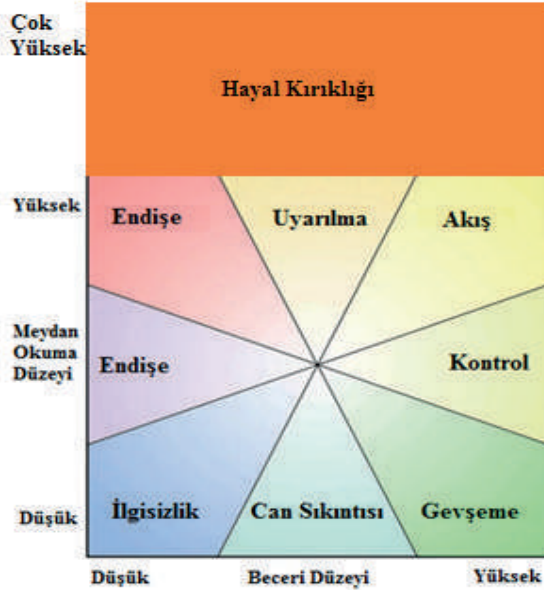 Çok
Yüksek
Hayal Kırıklığı
Yüksek
Endişe
Uyarılma
Akış
Meydan
Okuma
Düzeyi
Endişe
Kontrol
Düşük
İlgisizlik
Can Sıkıntısı
Gevşeme
Düşük
Beceri Düzeyi
Yüksek